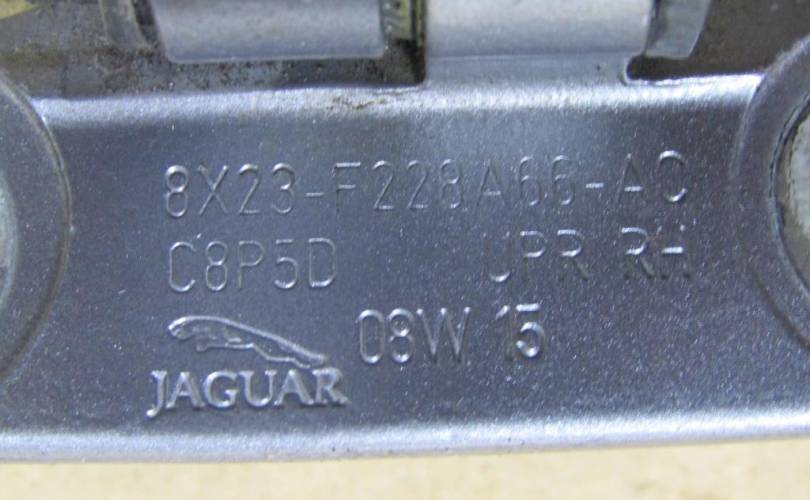 8X23-F228A66-AC
C8P5D UPR RH
08W 15
JAGUAR